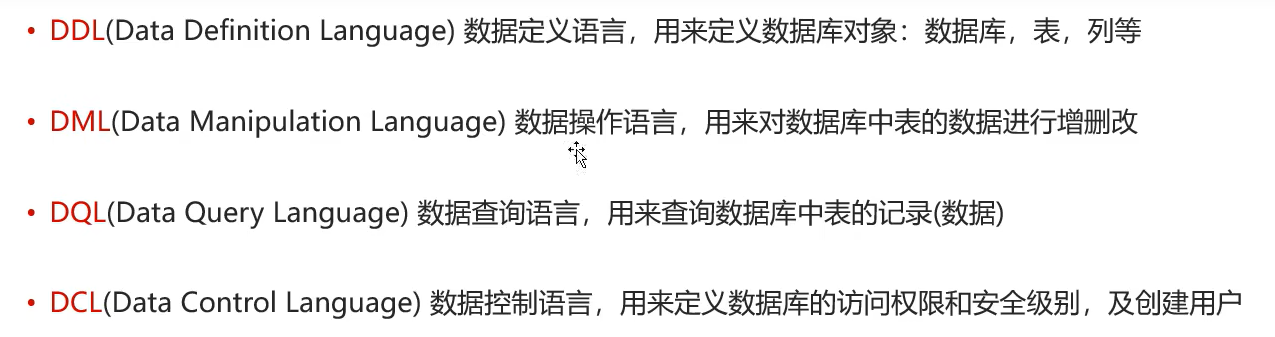 • DDL(Data Definition Language) 数据定义语言，用来定义数据库对象：数据库，表，列等
• DML(Data Manipulation Language) 数据操作语言，用来对数据库中表的数据进行增删改
• DQL(Data Query Language) 数据查询语言，用来查询数据库中表的记录(数据)
• DCL(Data Control Language) 数据控制语言，用来定义数据库的访问权限和安全级别，及创建用户